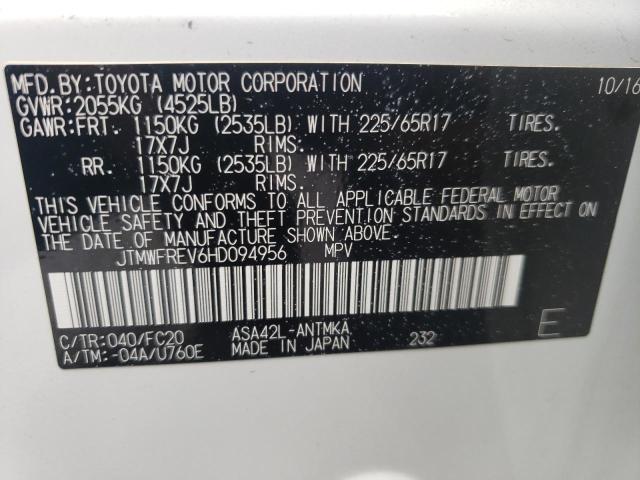 MFD.BY:TOYOTA MOTOR CORPORATION 10/16
GVWR:2055KG (4525LB)
GAWR:FRT. 1150KG (2535LB) WITH 225/65R17 TIRES.
17X7J RIMS.
RR. 1150KG (2535LB) WITH 225/65R17 TIRES.
17X7J RIMS.
THIS VEHICLE CONFORMS TO ALL APPLICABLE FEDERAL MOTOR
VEHICLE SAFETY AND THEFT PREVENTION STANDARDS IN EFFECT ON
THE DATE OF MANUFACTURE SHOWN ABOVE.
JTMWFREV6HD094956 MPV
C/TR:040/FC20 ASA42L-ANTMKA 232 E
A/TM:-04A/U760E MADE IN JAPAN